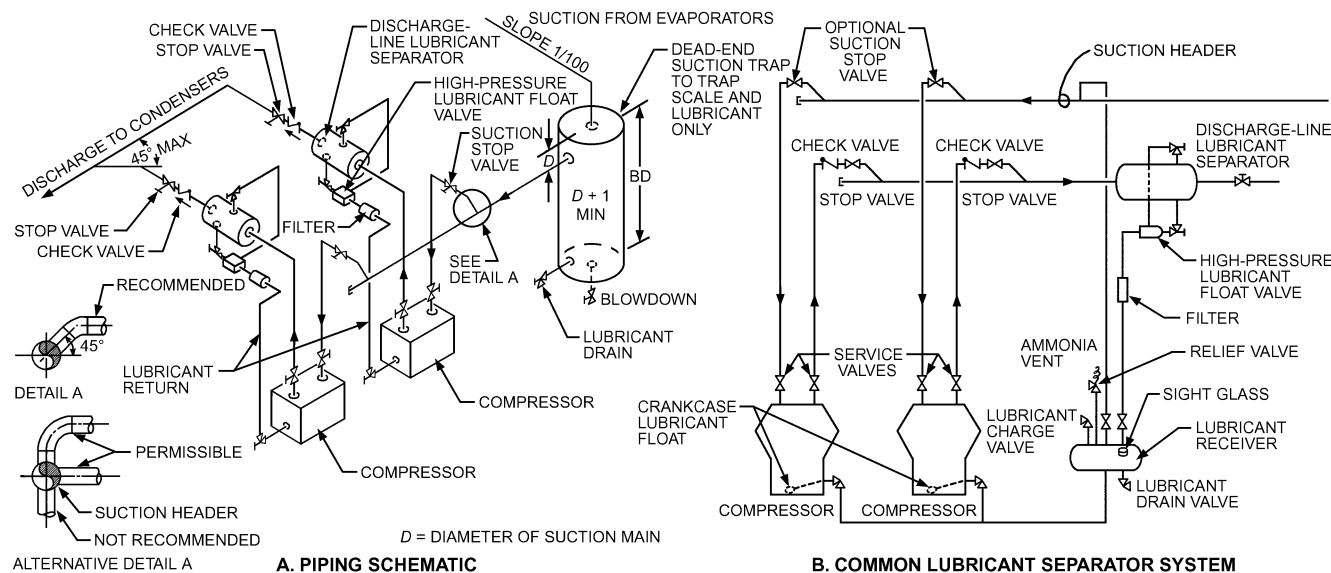 SUCTION FROM EVAPORATORS
SLOPE 1/100
CHECK VALVE
STOP VALVE
DISCHARGE-
LINE LUBRICANT
SEPARATOR
DEAD-END
SUCTION TRAP
TO TRAP
SCALE AND
LUBRICANT
ONLY
HIGH-PRESSURE
LUBRICANT FLOAT
VALVE
SUCTION
STOP
VALVE
DISCHARGE TO CONDENSERS
45° MAX
D
BD
D + 1
MIN
STOP VALVE
CHECK VALVE
FILTER
SEE
DETAIL A
BLOWDOWN
LUBRICANT
DRAIN
RECOMMENDED
45°
DETAIL A
LUBRICANT
RETURN
COMPRESSOR
COMPRESSOR
PERMISSIBLE
SUCTION HEADER
NOT RECOMMENDED
ALTERNATIVE DETAIL A
D = DIAMETER OF SUCTION MAIN
A. PIPING SCHEMATIC
OPTIONAL
SUCTION
STOP
VALVE
SUCTION HEADER
CHECK VALVE
CHECK VALVE
DISCHARGE-LINE
LUBRICANT
SEPARATOR
STOP VALVE
STOP VALVE
HIGH-PRESSURE
LUBRICANT
FLOAT VALVE
FILTER
AMMONIA
VENT
RELIEF VALVE
SERVICE
VALVES
SIGHT GLASS
CRANKCASE
LUBRICANT
FLOAT
LUBRICANT
CHARGE
VALVE
LUBRICANT
RECEIVER
LUBRICANT
DRAIN VALVE
COMPRESSOR
COMPRESSOR
B. COMMON LUBRICANT SEPARATOR SYSTEM